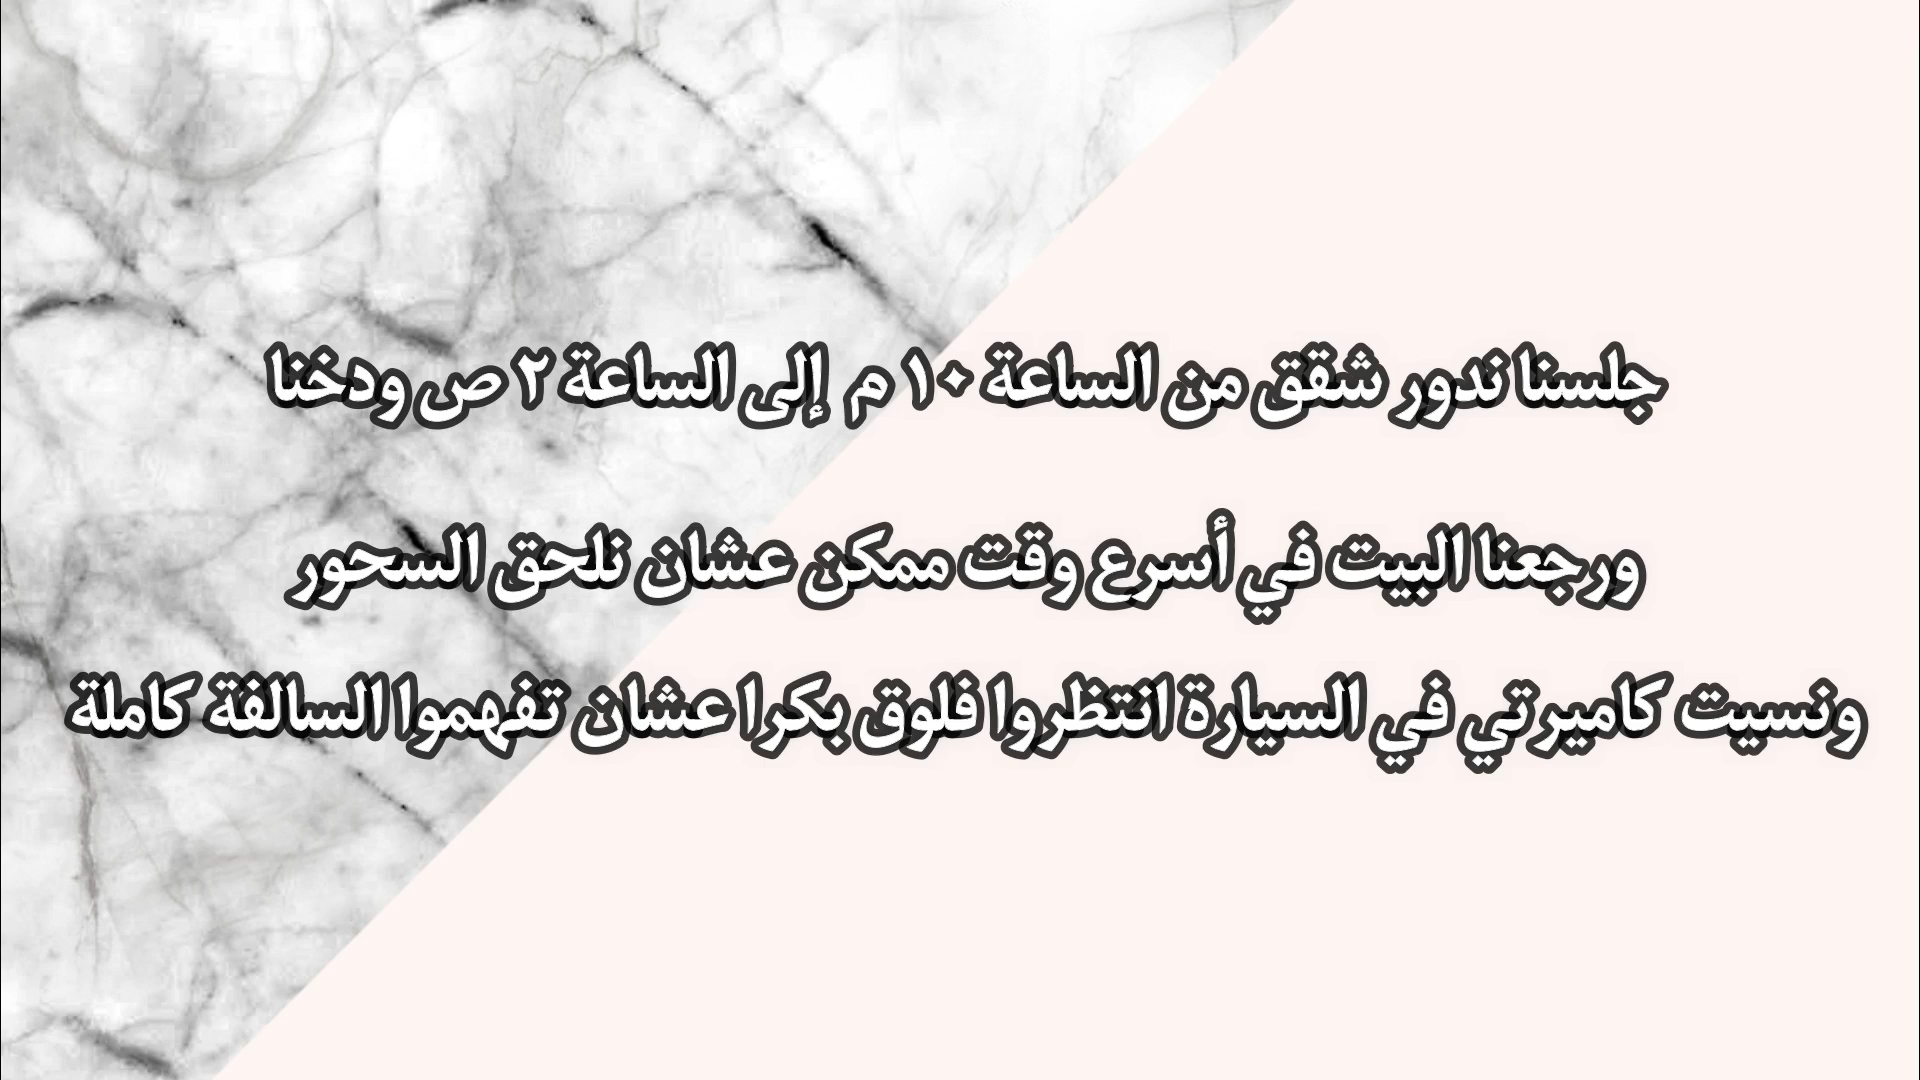 جلسنا ندور شقق من الساعة ١٠ م إلى الساعة ٢ ص ودخنا
ورجعنا البيت في أسرع وقت ممكن عشان نلحق السحور
ونسيت كاميرتي في السيارة انتظروا فلوق بكرا عشان تفهموا السالفة كاملة